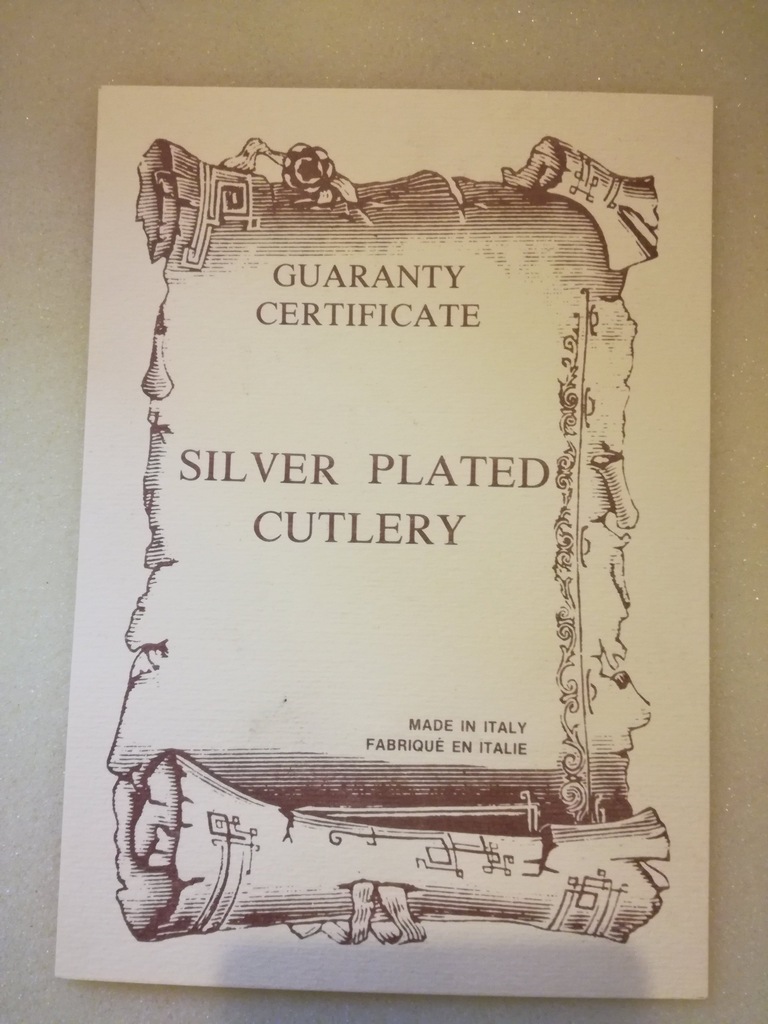 GUARANTY
CERTIFICATE
SILVER PLATED
CUTLERY
MADE IN ITALY
FABRIQUÉ EN ITALIE